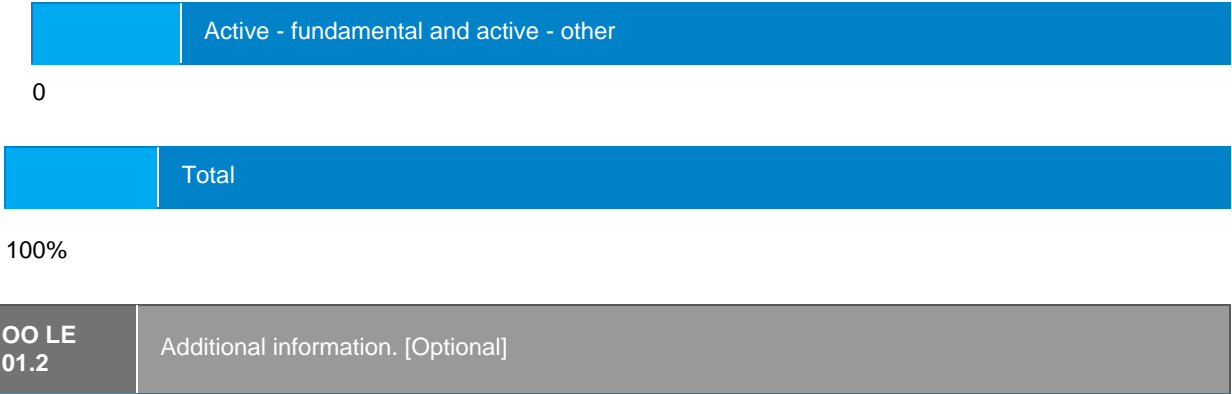 Active - fundamental and active - other
0
Total
100%
OO LE
01.2
Additional information. [Optional]